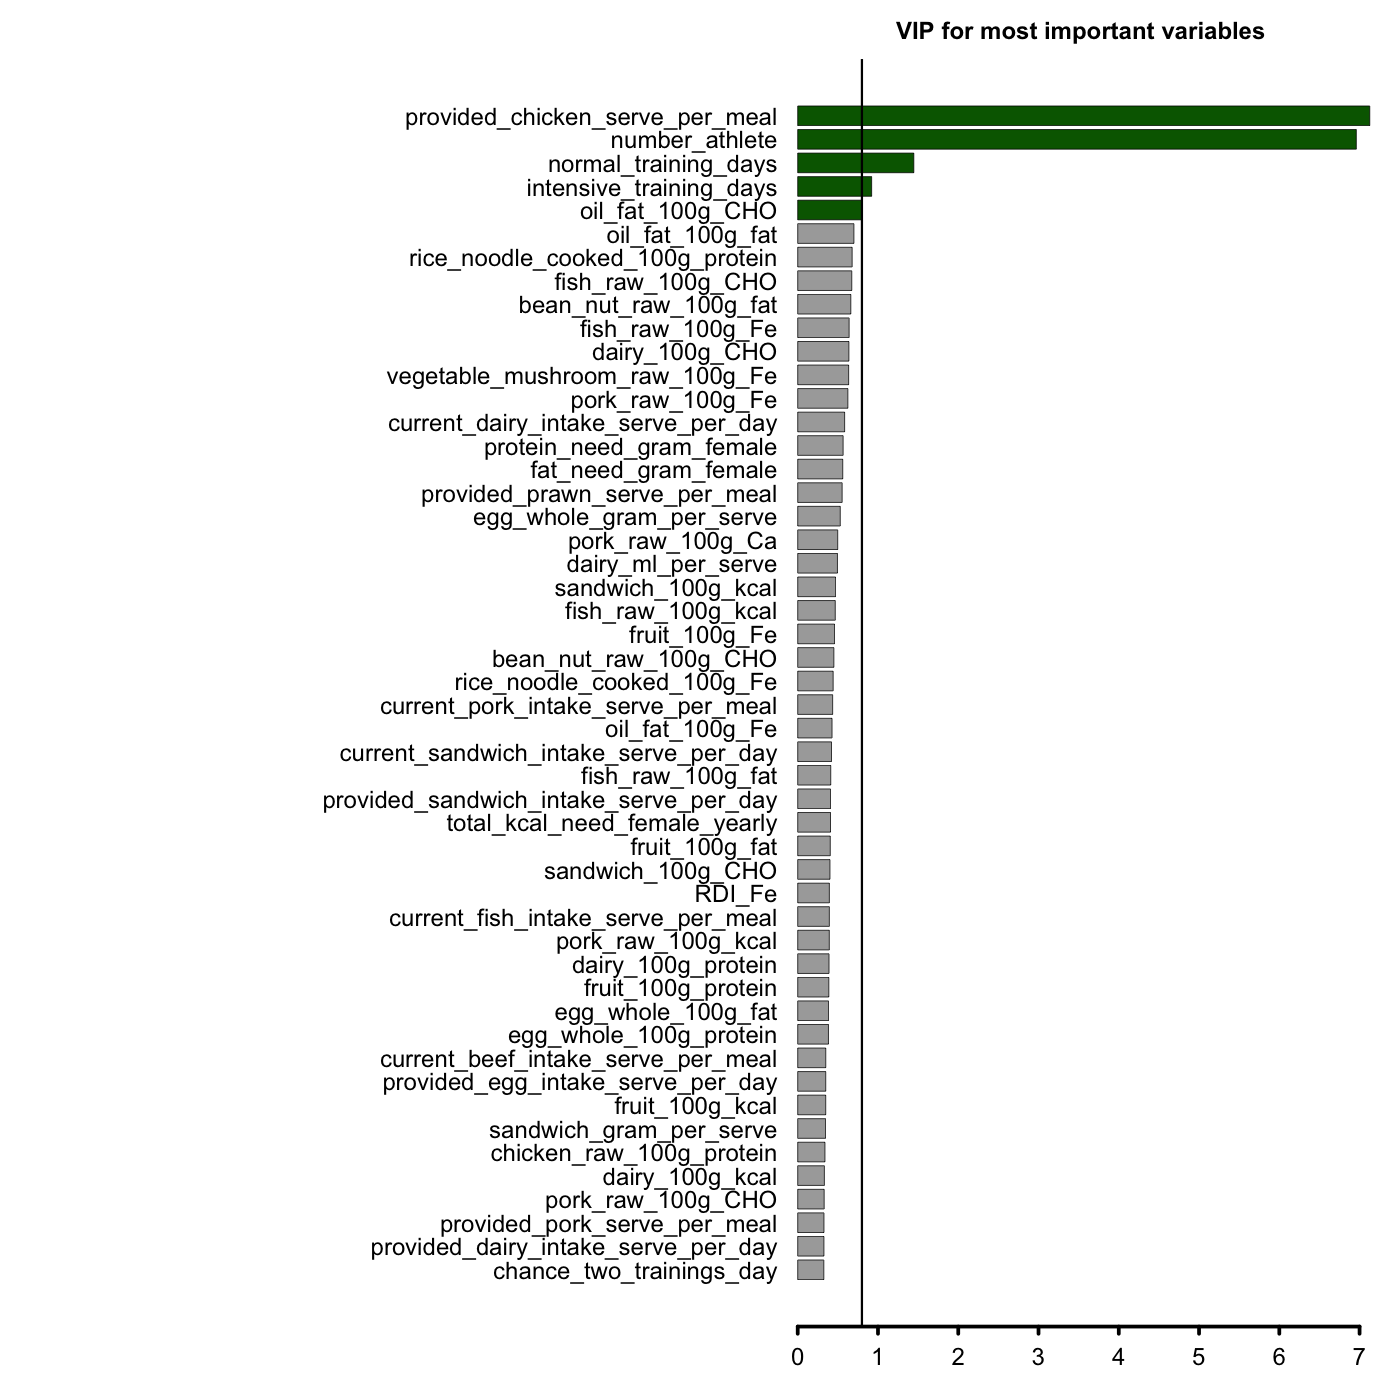 VIP for most important variables
provided_chicken_serve_per_meal
number_athlete
normal_training_days
intensive_training_days
oil_fat_100g_CHO
oil_fat_100g_fat
rice_noodle_cooked_100g_protein
fish_raw_100g_CHO
bean_nut_raw_100g_fat
fish_raw_100g_Fe
dairy_100g_CHO
vegetable_mushroom_raw_100g_Fe
pork_raw_100g_Fe
current_dairy_intake_serve_per_day
protein_need_gram_female
fat_need_gram_female
provided_prawn_serve_per_meal
egg_whole_gram_per_serve
pork_raw_100g_Ca
dairy_ml_per_serve
sandwich_100g_kcal
fish_raw_100g_kcal
fruit_100g_Fe
bean_nut_raw_100g_CHO
rice_noodle_cooked_100g_Fe
current_pork_intake_serve_per_meal
oil_fat_100g_Fe
current_sandwich_intake_serve_per_day
fish_raw_100g_fat
provided_sandwich_intake_serve_per_day
total_kcal_need_female_yearly
fruit_100g_fat
sandwich_100g_CHO
RDI_Fe
current_fish_intake_serve_per_meal
pork_raw_100g_kcal
dairy_100g_protein
fruit_100g_protein
egg_whole_100g_fat
egg_whole_100g_protein
current_beef_intake_serve_per_meal
provided_egg_intake_serve_per_day
fruit_100g_kcal
sandwich_gram_per_serve
chicken_raw_100g_protein
dairy_100g_kcal
pork_raw_100g_CHO
provided_pork_serve_per_meal
provided_dairy_intake_serve_per_day
chance_two_trainings_day
0 1 2 3 4 5 6 7